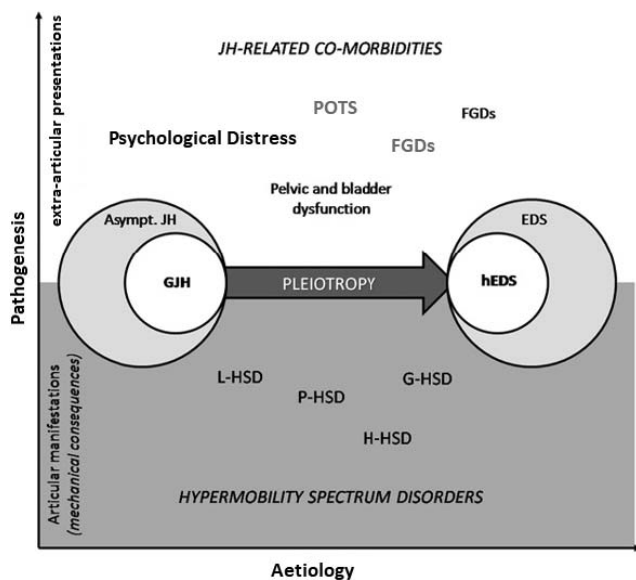 JH-RELATED CO-MORBIDITIES
POTS
FGDs
Psychological Distress
FGDs
Pelvic and bladder
dysfunction
extra-articular presentations
Pathogenesis
Asympt. JH
EDS
GJH
PLEIOTROPY
hEDS
L-HSD
G-HSD
P-HSD
H-HSD
Articular manifestations
(mechanical consequences)
HYPERMOBILITY SPECTRUM DISORDERS
Aetiology